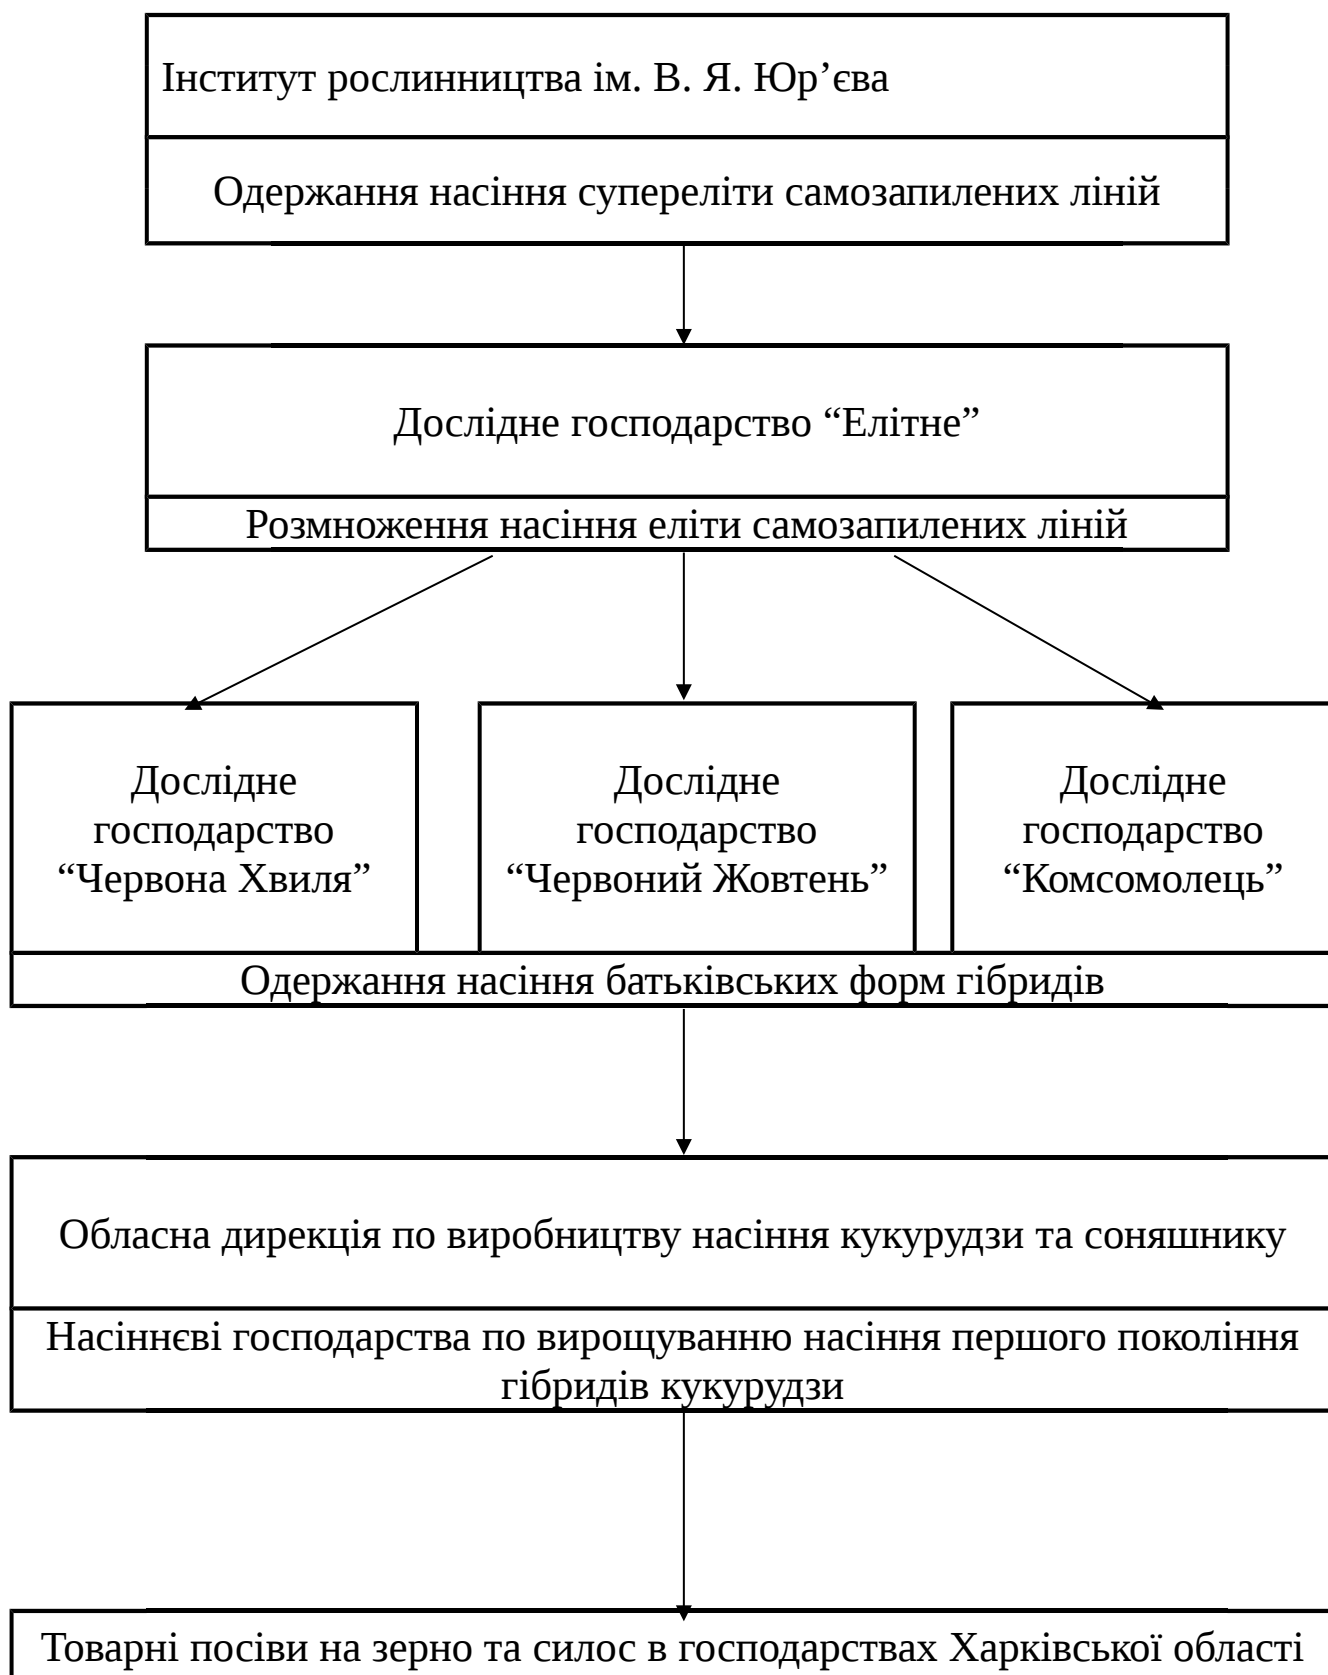 Інститут рослинництва ім. В. Я. Юр’єва
Одержання насіння супереліти самозапилених ліній
Дослідне господарство “Елітне”
Розмноження насіння еліти самозапилених ліній
Дослідне
господарство
“Червона Хвиля”
Дослідне
господарство
“Червоний Жовтень”
Дослідне
господарство
“Комсомолець”
Одержання насіння батьківських форм гібридів
Обласна дирекція по виробництву насіння кукурудзи та соняшнику
Насіннєві господарства по вирощуванню насіння першого покоління
гібридів кукурудзи
Товарні посіви на зерно та силос в господарствах Харківської області